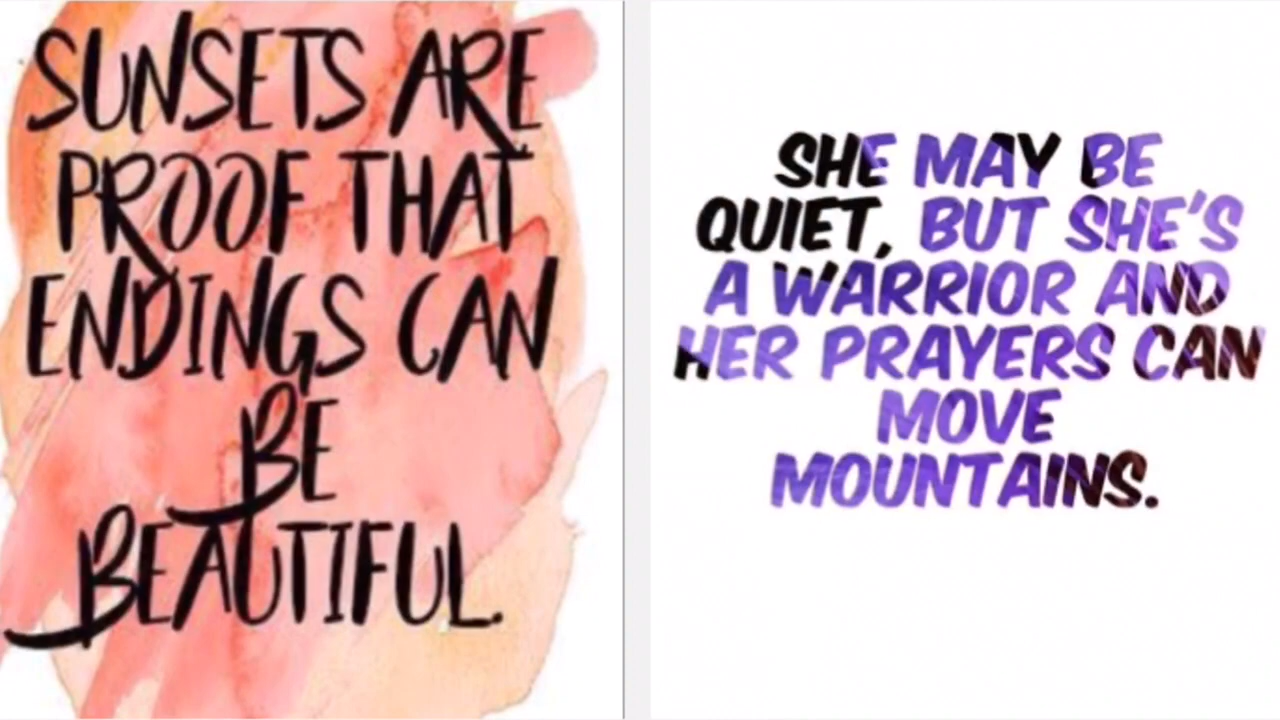 SUNSETS ARE
PROOF THAT
ENDINGS CAN
BE
BEAUTIFUL.
SHE MAY BE
QUIET, BUT SHE'S
A WARRIOR AND
HER PRAYERS CAN
MOVE
MOUNTAINS.